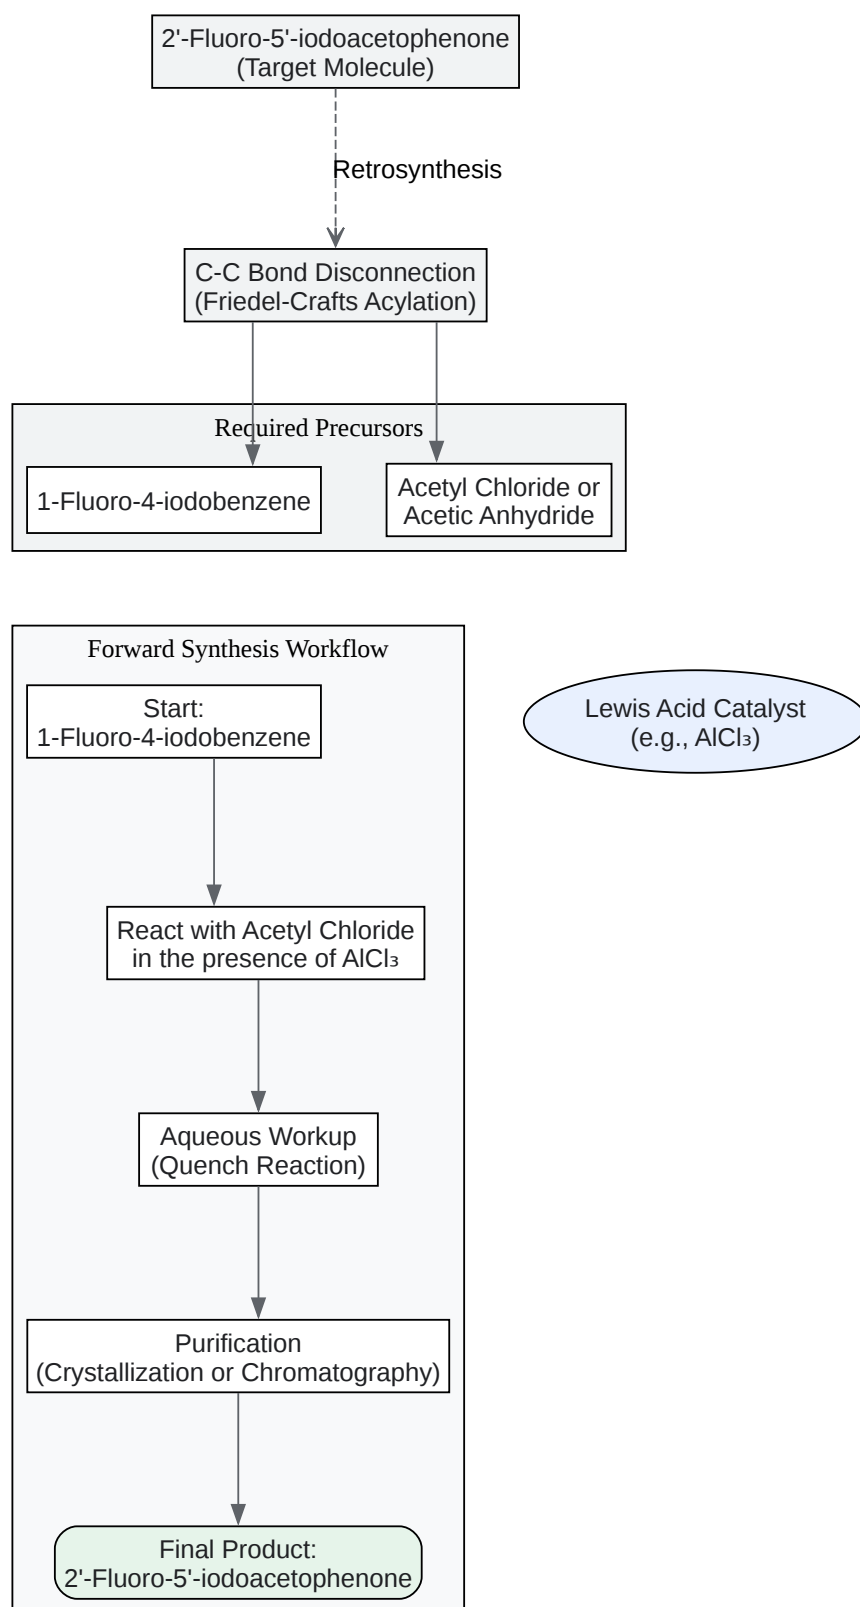 2'-Fluoro-5'-iodoacetophenone
(Target Molecule)
Retrosynthesis
C-C Bond Disconnection
(Friedel-Crafts Acylation)
Required Precursors
1-Fluoro-4-iodobenzene
Acetyl Chloride or
Acetic Anhydride
Forward Synthesis Workflow
Start:
1-Fluoro-4-iodobenzene
Lewis Acid Catalyst
(e.g., AlCl₃)
React with Acetyl Chloride
in the presence of AlCl₃
Aqueous Workup
(Quench Reaction)
Purification
(Crystallization or Chromatography)
Final Product:
2'-Fluoro-5'-iodoacetophenone